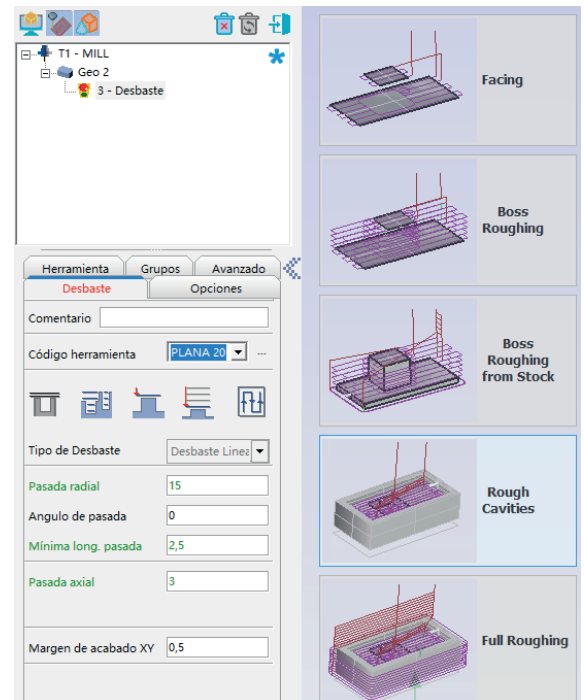 T1 - MILL
Geo 2
3 - Desbaste
Herramienta
Grupos
Avanzado
Desbaste
Opciones
Comentario
Código herramienta
PLANA 20
...
Tipo de Desbaste
Desbaste Linea
Pasada radial
15
Angulo de pasada
0
Mínima long. pasada
2,5
Pasada axial
3
Margen de acabado XY
0,5
Facing
Boss
Roughing
Boss
Roughing
from Stock
Rough
Cavities
Full Roughing